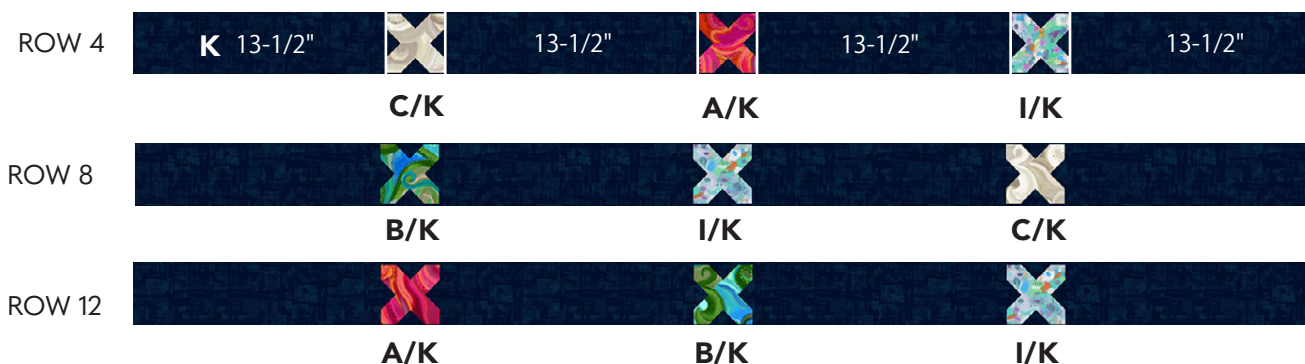 ROW 4 K 13-1/2" 13-1/2" 13-1/2" 13-1/2"
C/K A/K I/K
ROW 8
B/K I/K C/K
ROW 12
A/K B/K I/K